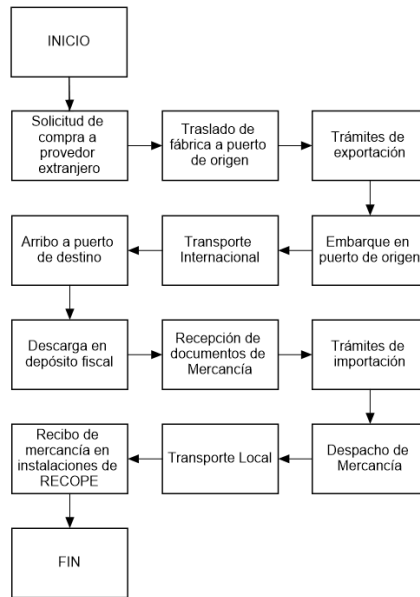 INICIO
Solicitud de
compra a
provedor
extranjero
Traslado de
fábrica a puerto
de origen
Trámites de
exportación
Embarque en
puerto de origen
Transporte
Internacional
Arribo a puerto
de destino
Descarga en
depósito fiscal
Recepción de
documentos de
Mercancía
Trámites de
importación
Despacho de
Mercancía
Transporte Local
Recibo de
mercancía en
instalaciones de
RECOPE
FIN